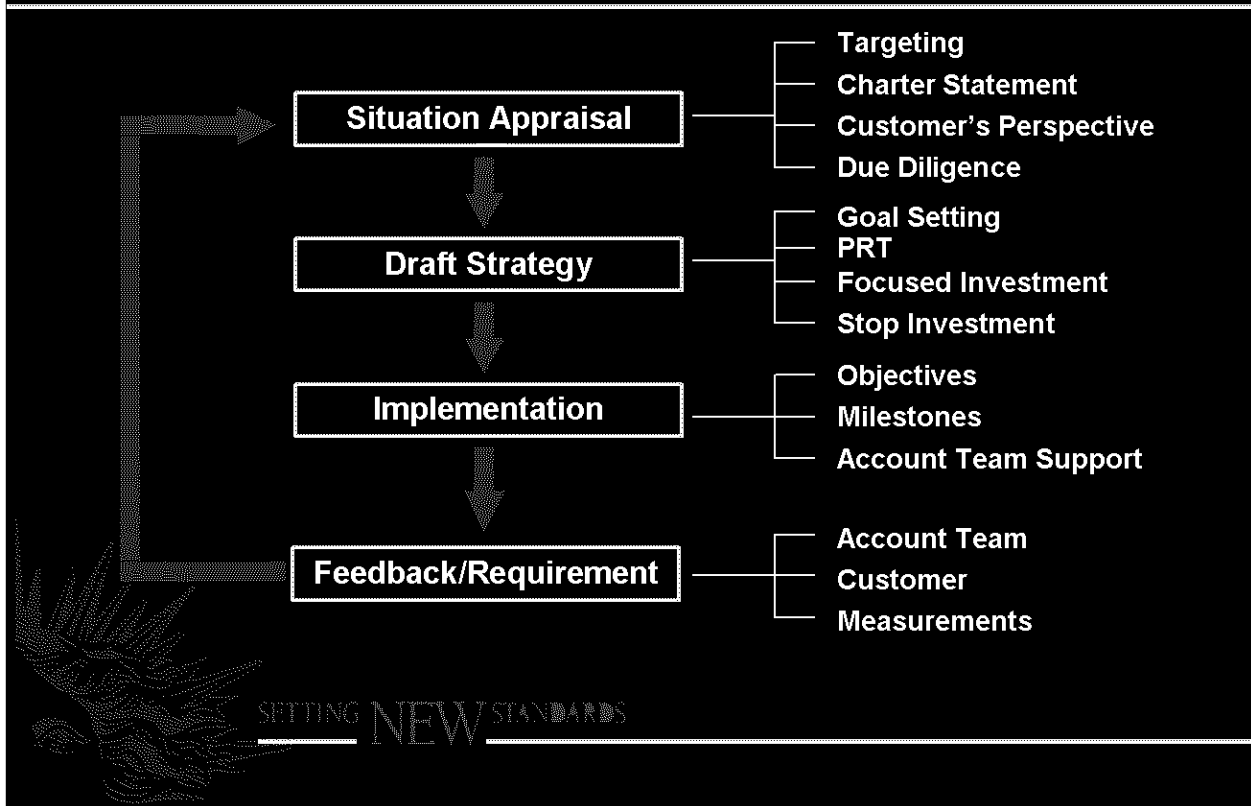 Situation Appraisal
Targeting
Charter Statement
Customer’s Perspective
Due Diligence
Draft Strategy
Goal Setting
PRT
Focused Investment
Stop Investment
Implementation
Objectives
Milestones
Account Team Support
Feedback/Requirement
Account Team
Customer
Measurements
SETTING NEW STANDARDS